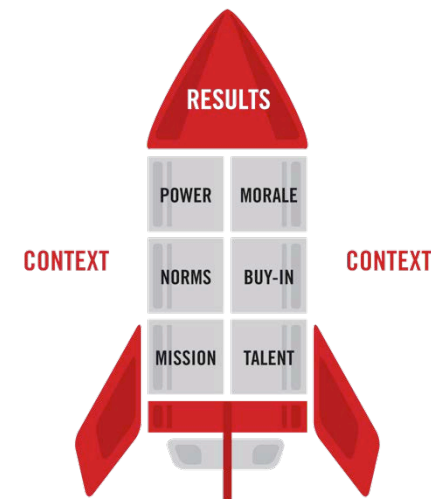 RESULTS
POWER MORALE
CONTEXT CONTEXT
NORMS BUY-IN
MISSION TALENT